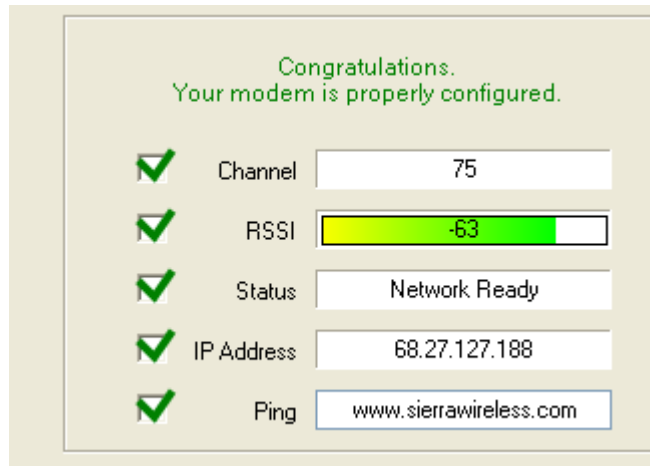 Congratulations.
Your modem is properly configured.
Channel 75
RSSI -63
Status Network Ready
IP Address 68.27.127.188
Ping www.sierrawireless.com